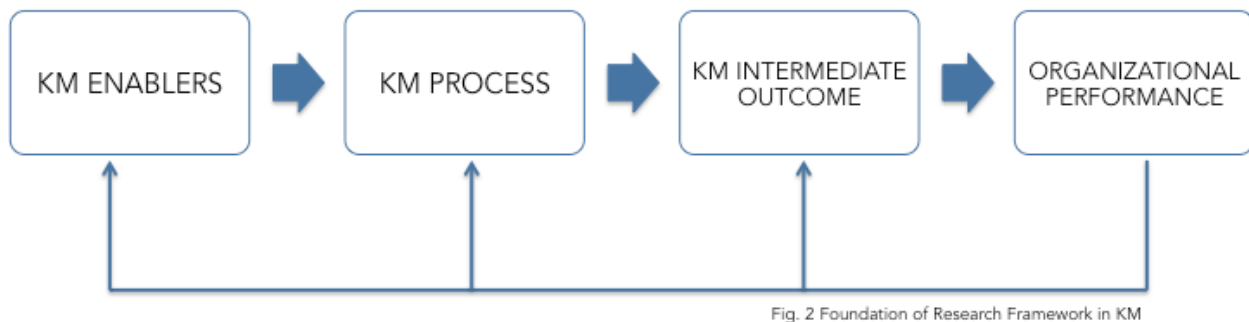 KM ENABLERS
KM PROCESS
KM INTERMEDIATE
OUTCOME
ORGANIZATIONAL
PERFORMANCE
Fig. 2 Foundation of Research Framework in KM